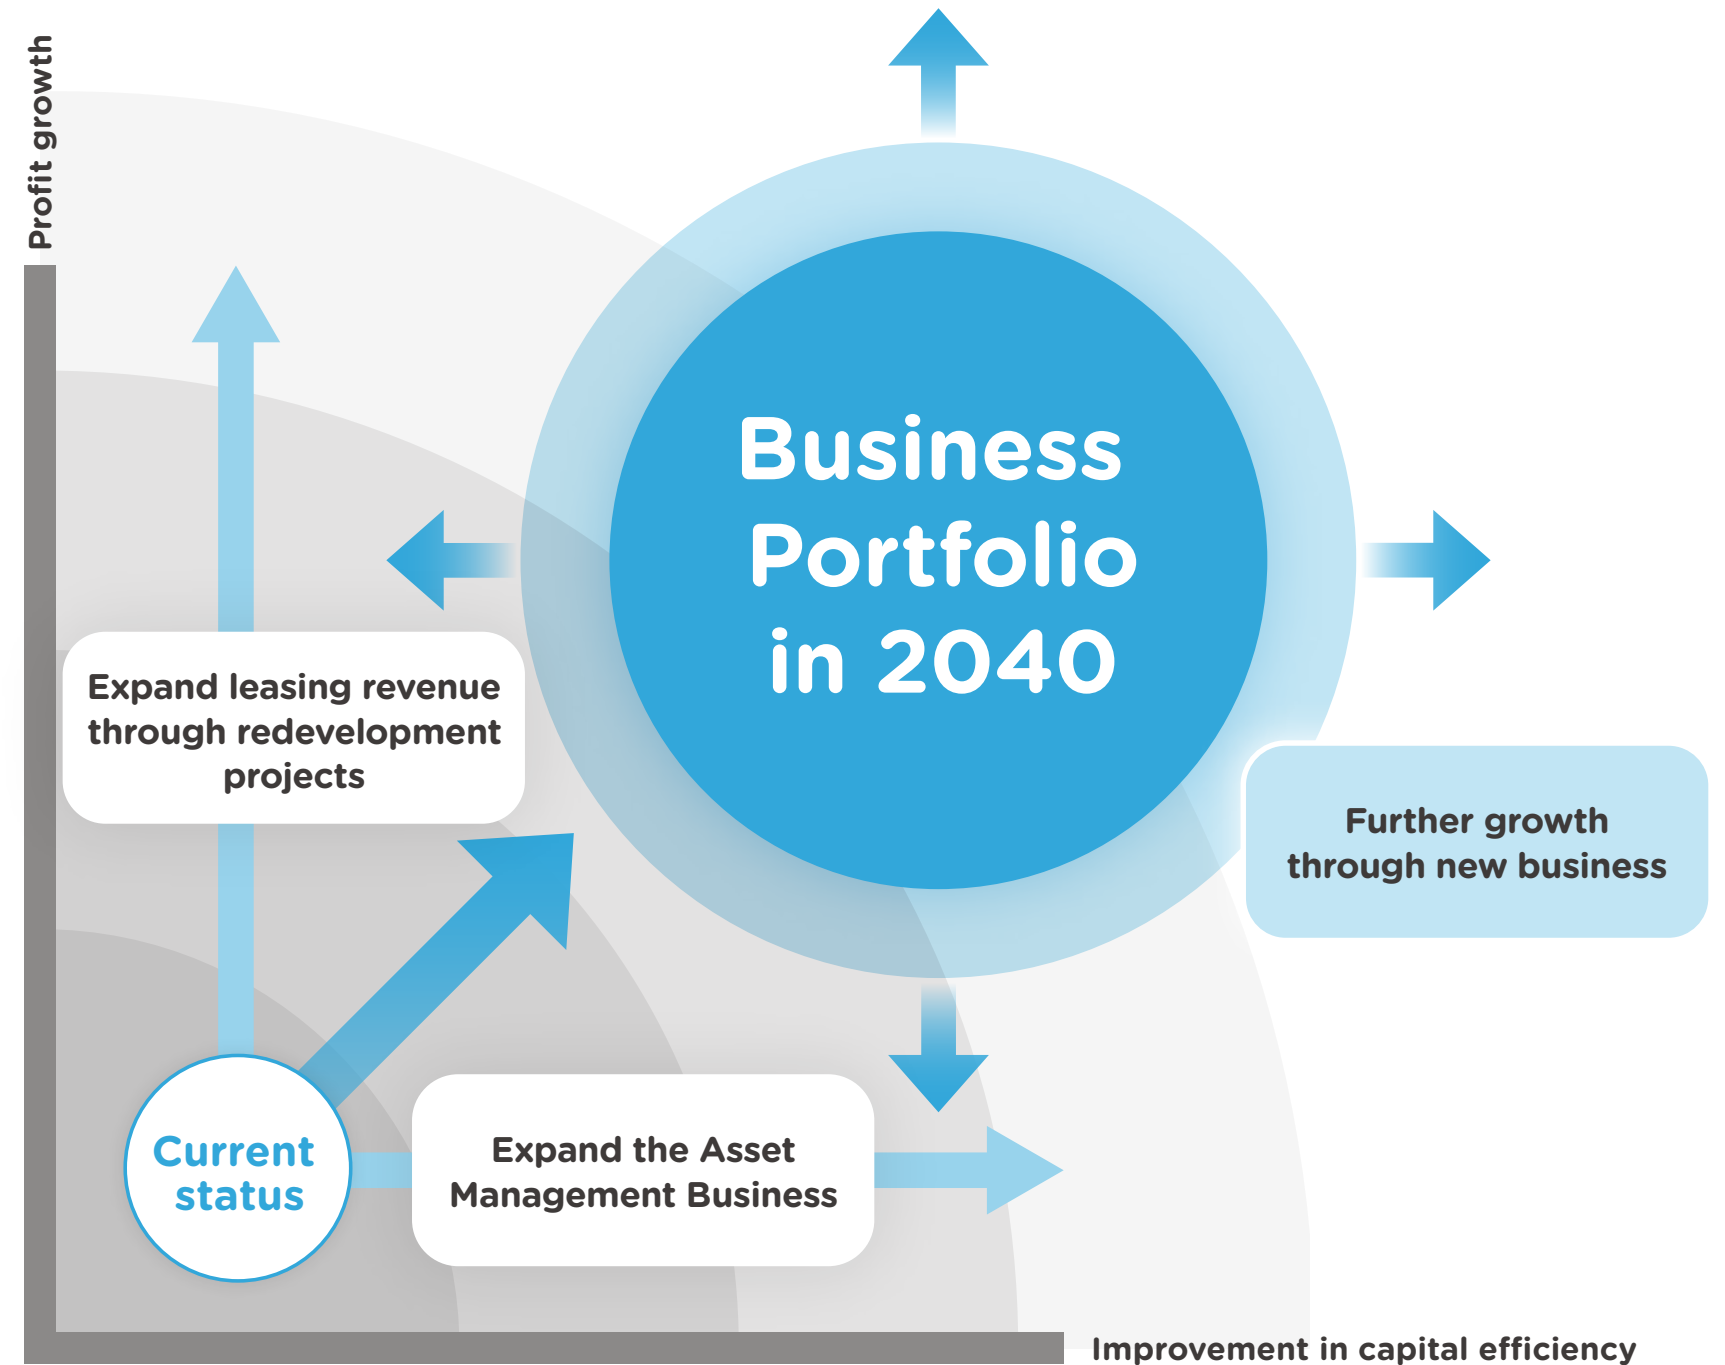 Profit growth
Business
Portfolio
in 2040
Expand leasing revenue
through redevelopment
projects
Further growth
through new business
Current
status
Expand the Asset
Management Business
Improvement in capital efficiency